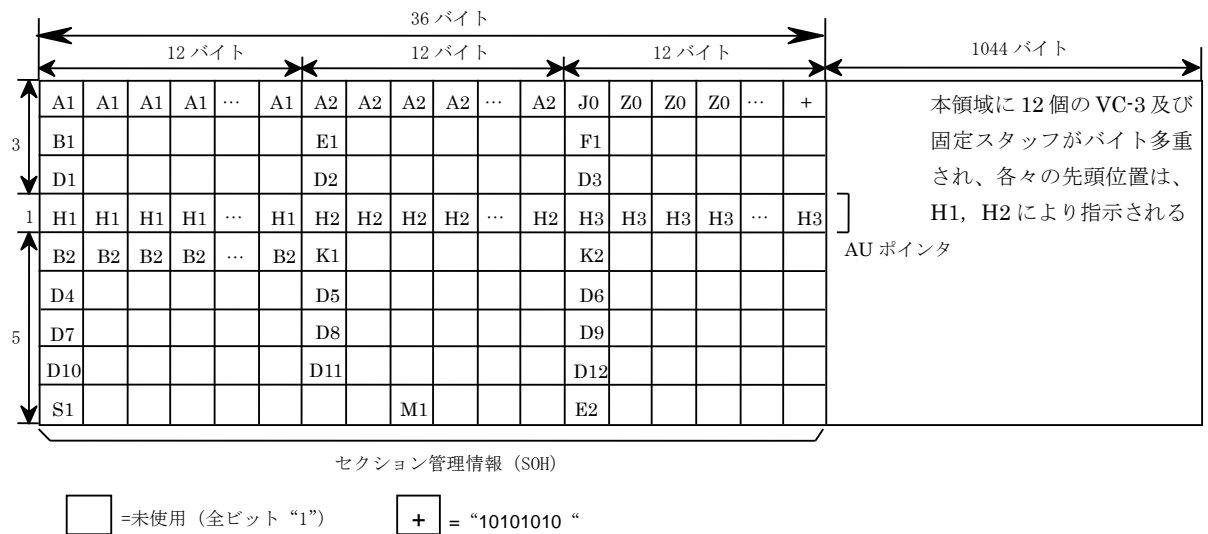 36 バイト
12 バイト 12 バイト 12 バイト 1044 バイト
A1 A1 A1 A1 … A1 A2 A2 A2 A2 … A2 J0 Z0 Z0 Z0 … +
3 B1 E1 F1
D1 D2 D3
1 H1 H1 H1 H1 … H1 H2 H2 H2 H2 … H2 H3 H3 H3 H3 … H3
B2 B2 B2 B2 … B2 K1 K2
D4 D5 D6
5 D7 D8 D9
D10 D11 D12
S1 M1 E2
本領域に 12 個の VC-3 及び
固定スタッフがバイト多重
され、各々の先頭位置は、
H1, H2 により指示される
AU ポインタ
セクション管理情報（SOH）
=未使用（全ビット“1”） + = “10101010 “